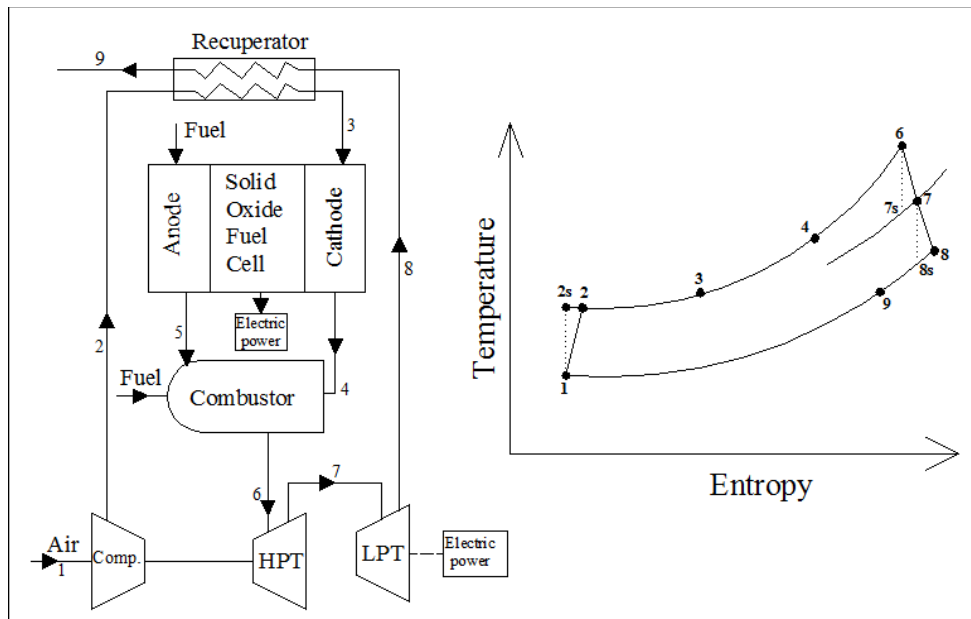 Recuperator
9
Fuel
3
Anode
Solid
Oxide
Fuel
Cell
Cathode
8
2
5
Electric
power
4
Fuel
Combustor
6
7
Air
1
Comp.
HPT
LPT
Electric
power
Temperature
Entropy
6
7s
7
4
8
8s
3
9
2s
2
1